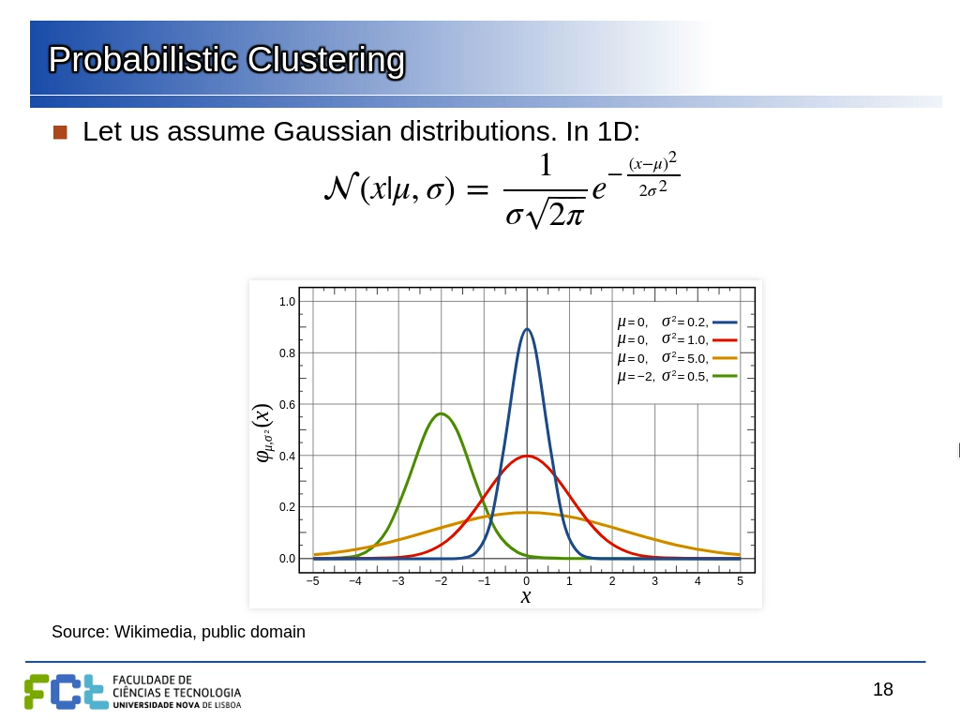 Probabilistic Clustering
Let us assume Gaussian distributions. In 1D:
𝒩(x|μ, σ) = 1/(σ√2π) e^−(x−μ)²/2σ²
φμ,σ²(x)
1.0
0.8
0.6
0.4
0.2
0.0
μ=0, σ²=0.2,
μ=0, σ²=1.0,
μ=0, σ²=5.0,
μ=−2, σ²=0.5,
−5 −4 −3 −2 −1 0 1 2 3 4 5
x
Source: Wikimedia, public domain
FCt
FACULDADE DE
CIÊNCIAS E TECNOLOGIA
UNIVERSIDADE NOVA DE LISBOA
18